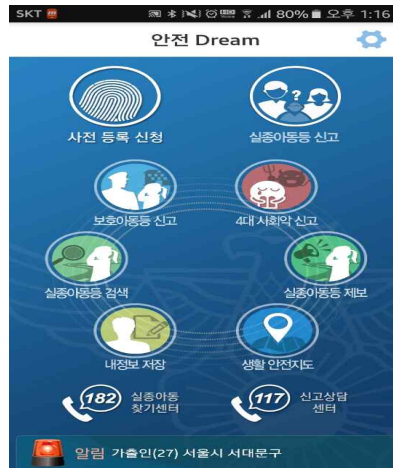 SKT 80% 오후 1:16
안전 Dream
사전 등록 신청 실종아동등 신고
?
보호아동등 신고 4대 사회악 신고
실종아동등 검색 실종아동등 제보
내정보 저장 생활 안전지도
182 실종아동 찾기센터
117 신고상담 센터
알림 가출인(27) 서울시 서대문구